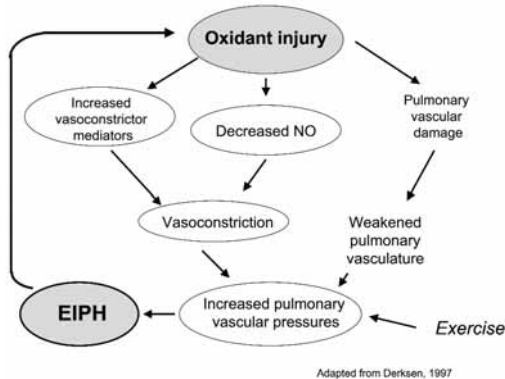 Oxidant injury
Increased
vasoconstrictor
mediators
Decreased NO
Pulmonary
vascular
damage
Vasoconstriction
Weakened
pulmonary
vasculature
EIPH
Increased pulmonary
vascular pressures
Exercise
Adapted from Derksen, 1997